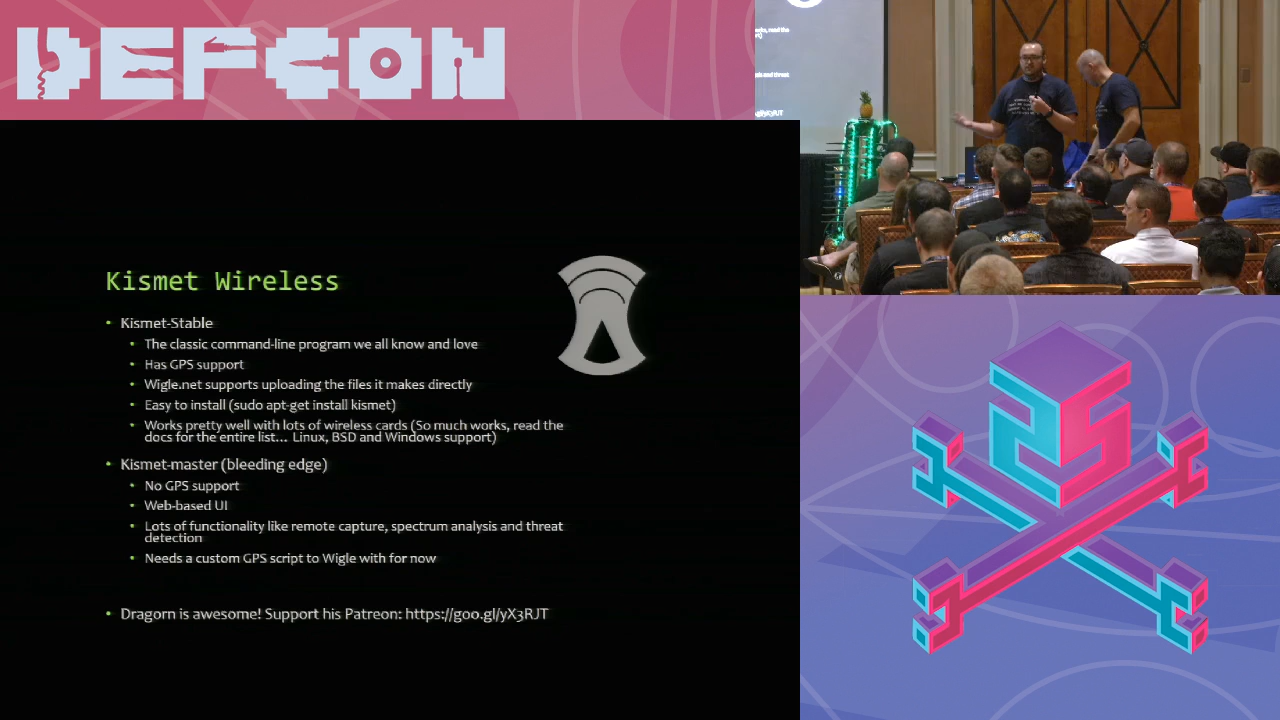 DEFCON
Kismet Wireless
• Kismet-Stable
• The classic command-line program we all know and love
• Has GPS support
• Wigle.net supports uploading the files it makes directly
• Easy to install (sudo apt-get install kismet)
• Works pretty well with lots of wireless cards (So much works, read the
docs for the entire list... Linux, BSD and Windows support)
• Kismet-master (bleeding edge)
• No GPS support
• Web-based UI
• Lots of functionality like remote capture, spectrum analysis and threat
detection
• Needs a custom GPS script to Wigle with for now
• Dragorn is awesome! Support his Patreon: https://goo.gl/yX3RJT